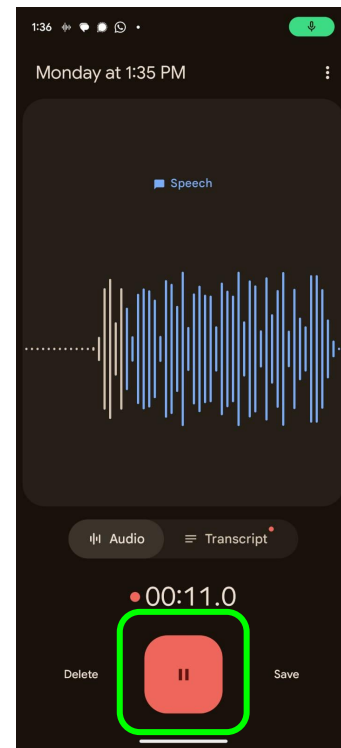 1:36
Monday at 1:35 PM
Speech
Audio
Transcript
00:11.0
Delete
Save